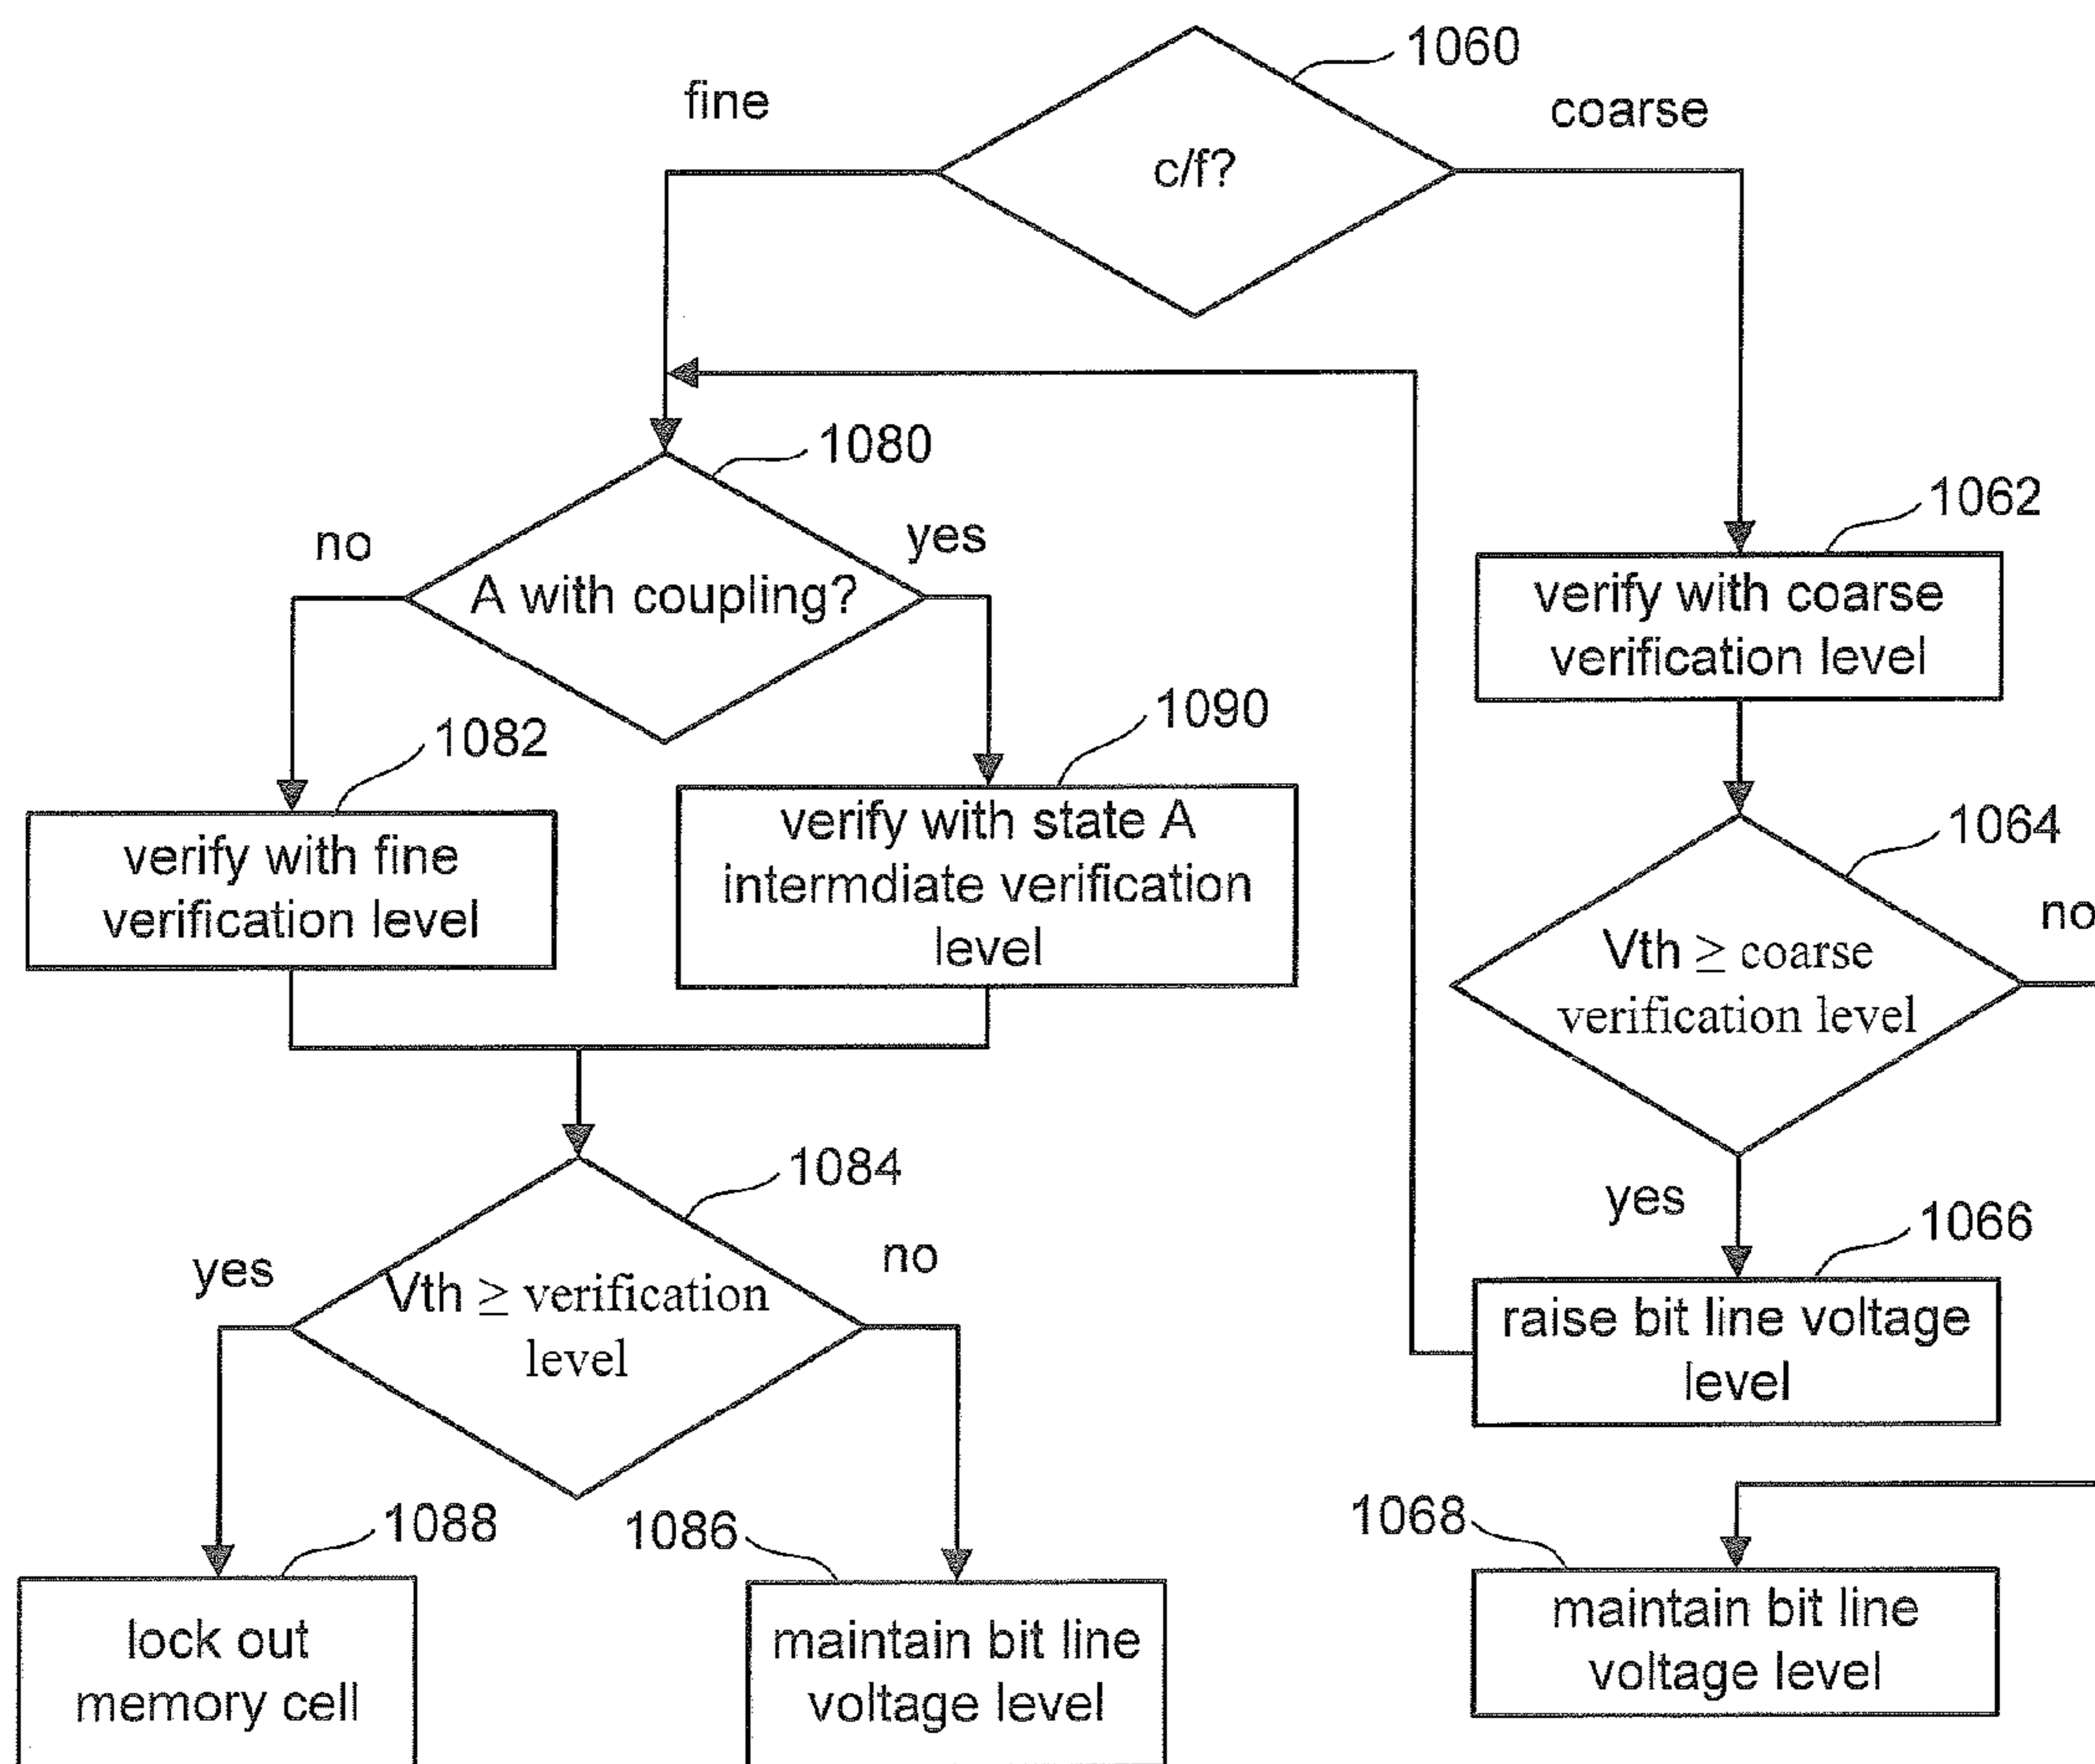 1060
fine
coarse
c/f?
1080
no
yes
A with coupling?
1062
verify with coarse
verification level
1082
1090
verify with fine
verification level
verify with state A
intermdiate verification
level
1064
no
Vth ≥ coarse
verification level
yes
1084
yes
no
Vth ≥ verification
level
1066
raise bit line voltage
level
1088
1086
1068
lock out
memory cell
maintain bit line
voltage level
maintain bit line
voltage level